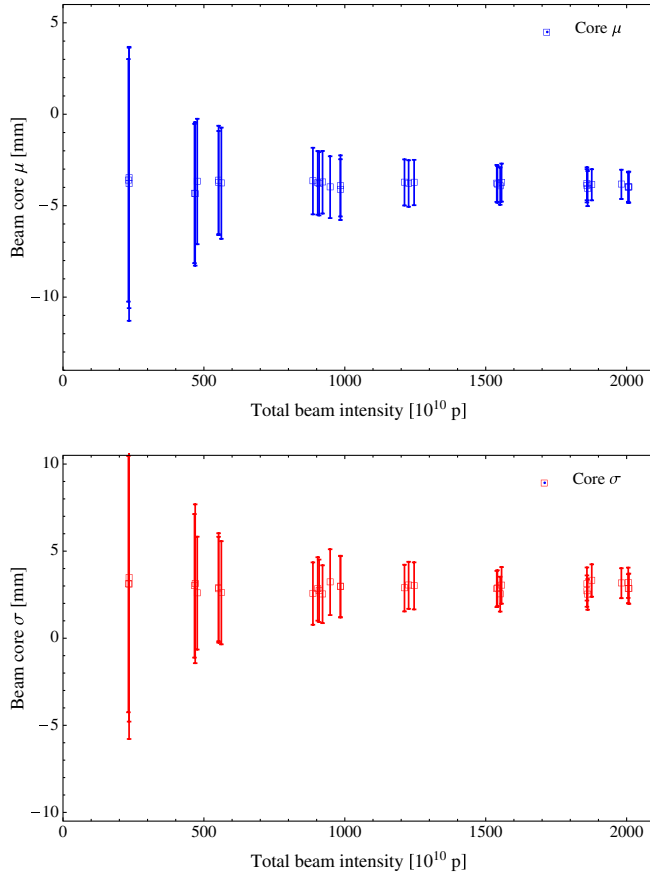 5
0
−5
−10
Beam core μ [mm]
Core μ
0 500 1000 1500 2000
Total beam intensity [10¹⁰ p]
10
5
0
−5
−10
Beam core σ [mm]
Core σ
0 500 1000 1500 2000
Total beam intensity [10¹⁰ p]